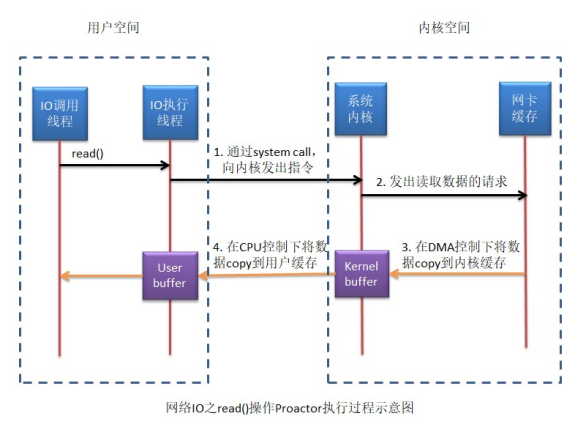 用户空间
内核空间
IO调用
线程
IO执行
线程
系统
内核
网卡
缓存
read()
1. 通过system call，
向内核发出指令
2. 发出读取数据的请求
4. 在CPU控制下将数
据copy到用户缓存
3. 在DMA控制下将数
据copy到内核缓存
User
buffer
Kernel
buffer
网络IO之read()操作Proactor执行过程示意图